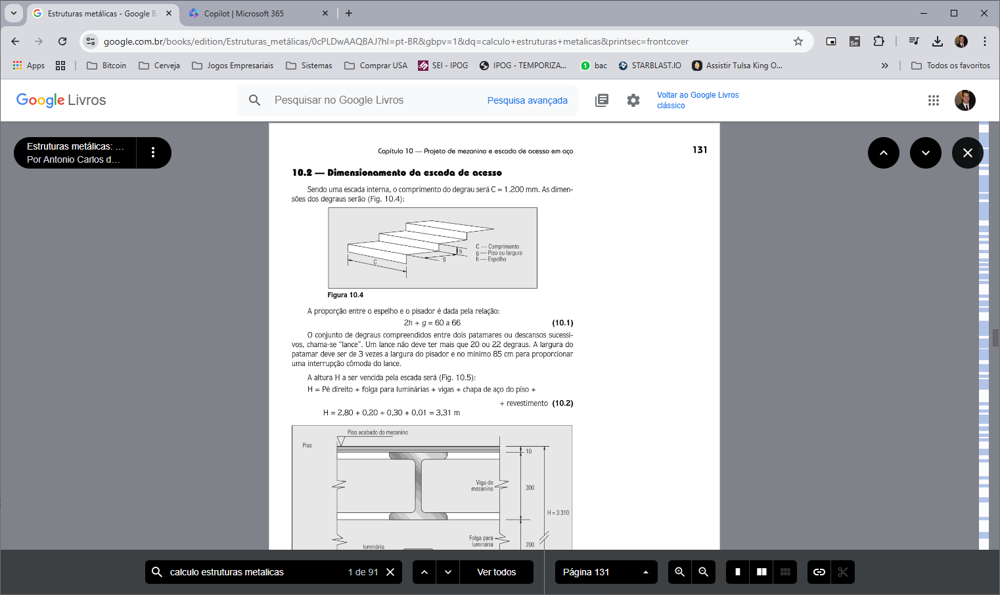 Estruturas metálicas - Google B
Copilot | Microsoft 365
google.com.br/books/edition/Estruturas_metálicas/0cPLDwAAQBAJ?hl=pt-BR&gbpv=1&dq=calculo+estruturas+metalicas&printsec=frontcover
Apps
Bitcoin
Cerveja
Jogos Empresariais
Sistemas
Comprar USA
SEI - IPOG
IPOG - TEMPORIZA...
bac
STARBLAST.IO
Assistir Tulsa King O...
Todos os favoritos
Google Livros
Pesquisar no Google Livros
Pesquisa avançada
Voltar ao Google Livros
clássico
Estruturas metálicas: ...
Por Antonio Carlos d...
Capítulo 10 — Projeto de mezanino e escada de acesso em aço
131
10.2 — Dimensionamento da escada de acesso
Sendo uma escada interna, o comprimento do degrau será C = 1.200 mm. As dimen-
sões dos degraus serão (Fig. 10.4):
C — Comprimento
g — Piso ou largura
h — Espelho
h
g
C
Figura 10.4
A proporção entre o espelho e o pisador é dada pela relação:
2h + g = 60 a 66 (10.1)
O conjunto de degraus compreendidos entre dois patamares ou descansos sucessi-
vos, chama-se “lance”. Um lance não deve ter mais que 20 ou 22 degraus. A largura do
patamar deve ser de 3 vezes a largura do pisador e no mínimo 85 cm para proporcionar
uma interrupção cômoda do lance.
A altura H a ser vencida pela escada será (Fig. 10.5):
H = Pé direito + folga para luminárias + vigas + chapa de aço do piso +
+ revestimento (10.2)
H = 2,80 + 0,20 + 0,30 + 0,01 = 3,31 m
Piso acabado do mezanino
Piso
10
Viga do
mezanino
300
H = 3.310
Folga para
luminária
200
luminária
calculo estruturas metalicas
1 de 91
Ver todos
Página 131